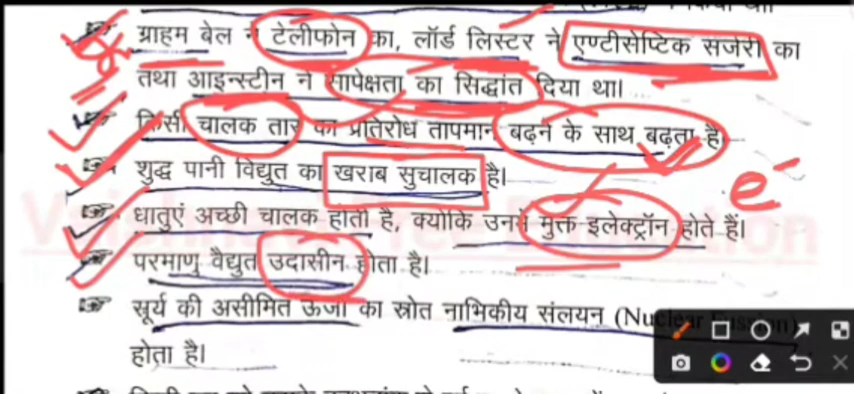 ग्राहम बेल ने टेलीफोन का, लॉर्ड लिस्टर ने एण्टीसेप्टिक सर्जरी का
तथा आइन्स्टीन ने सापेक्षता का सिद्धांत दिया था।
किसी चालक तार का प्रतिरोध तापमान बढ़ने के साथ बढ़ता है
शुद्ध पानी विद्युत का खराब सुचालक है।
e-
धातुएं अच्छी चालक होती है, क्योंकि उनमें मुक्त इलेक्ट्रॉन होते हैं।
परमाणु वैद्युत उदासीन होता है।
सूर्य की असीमित ऊर्जा का स्रोत नाभिकीय संलयन (Nuclear Fussion)
होता है।